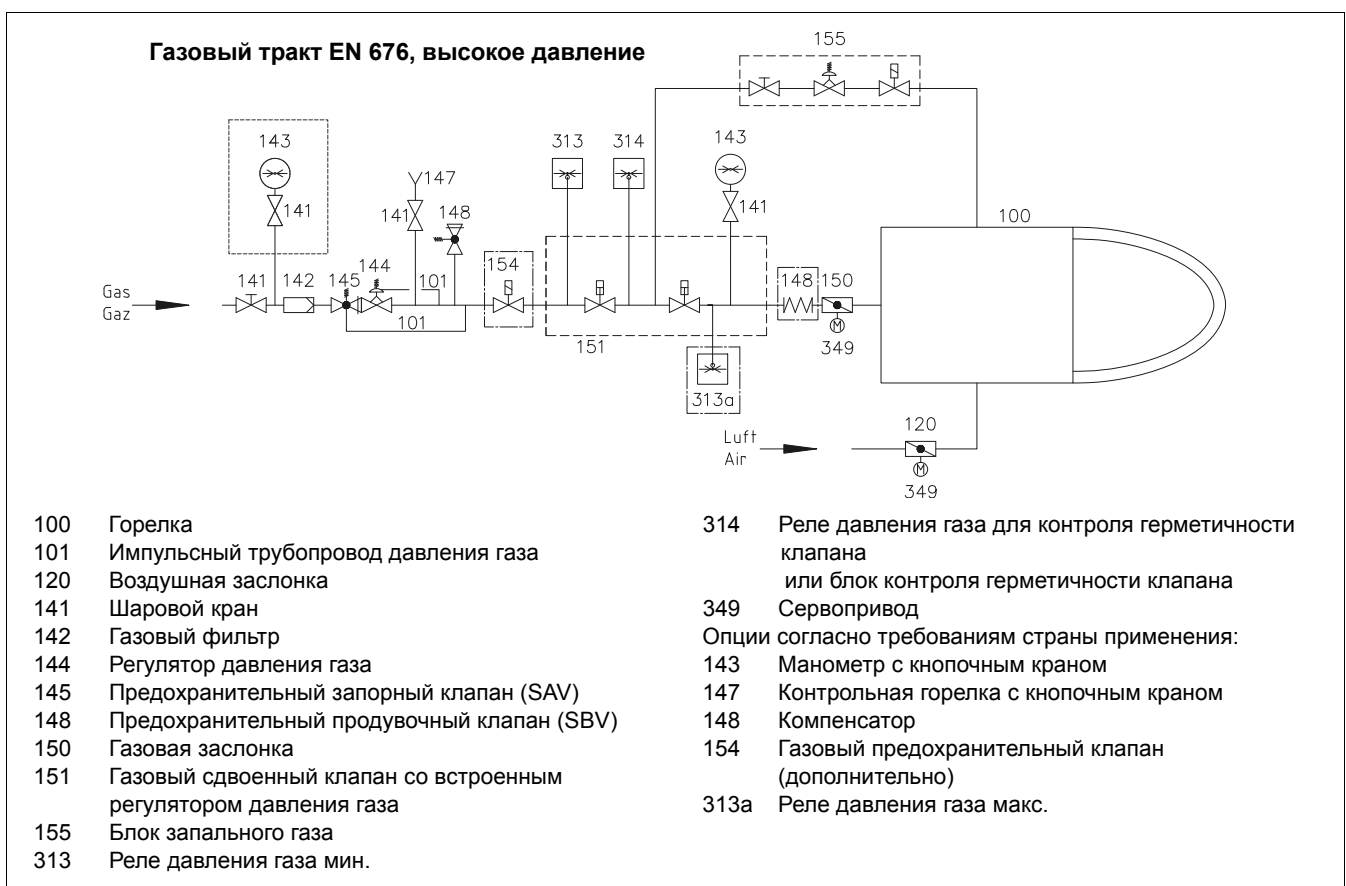 Газовый тракт EN 676, высокое давление
155
143
313
314
143
147
141
141
148
141
100
144
154
141
142
145
101
148
150
Gas
Gaz
101
151
349
313a
120
Luft
Air
349
100 Горелка
101 Импульсный трубопровод давления газа
120 Воздушная заслонка
141 Шаровой кран
142 Газовый фильтр
144 Регулятор давления газа
145 Предохранительный запорный клапан (SAV)
148 Предохранительный продувочный клапан (SBV)
150 Газовая заслонка
151 Газовый сдвоенный клапан со встроенным
регулятором давления газа
155 Блок запального газа
313 Реле давления газа мин.
314 Реле давления газа для контроля герметичности
клапана
или блок контроля герметичности клапана
349 Сервопривод
Опции согласно требованиям страны применения:
143 Манометр с кнопочным краном
147 Контрольная горелка с кнопочным краном
148 Компенсатор
154 Газовый предохранительный клапан
(дополнительно)
313a Реле давления газа макс.
M
M